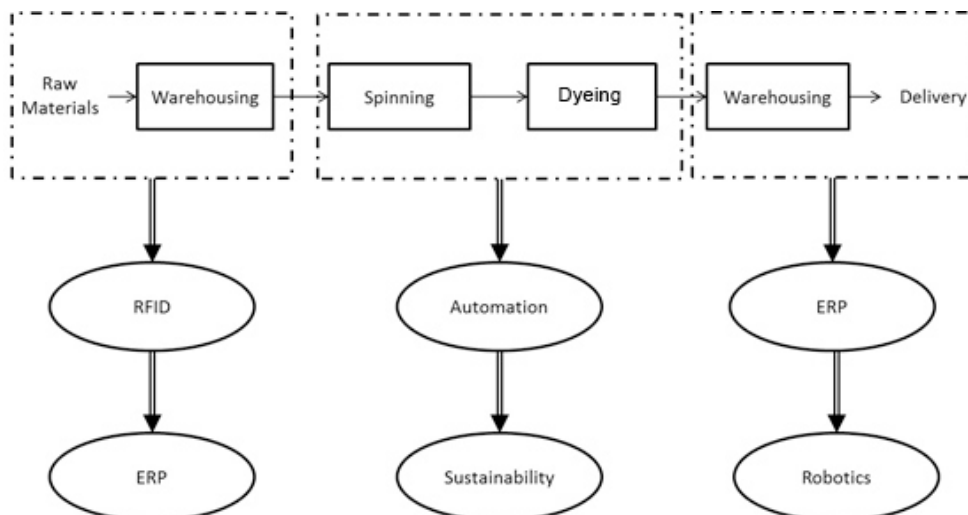 Raw
Materials
Warehousing
Spinning
Dyeing
Warehousing
Delivery
RFID
Automation
ERP
ERP
Sustainability
Robotics